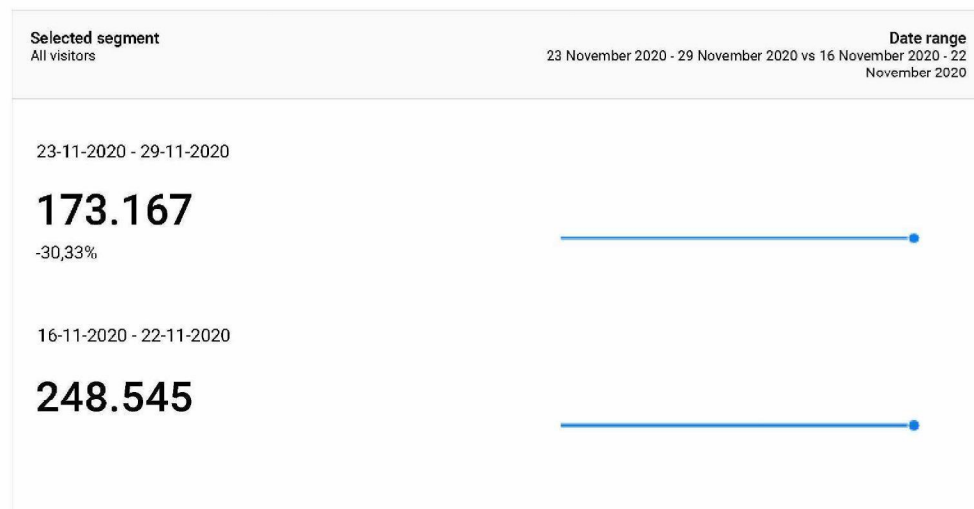 Selected segment
All visitors
Date range
23 November 2020 - 29 November 2020 vs 16 November 2020 - 22
November 2020
23-11-2020 - 29-11-2020
173.167
-30,33%
16-11-2020 - 22-11-2020
248.545